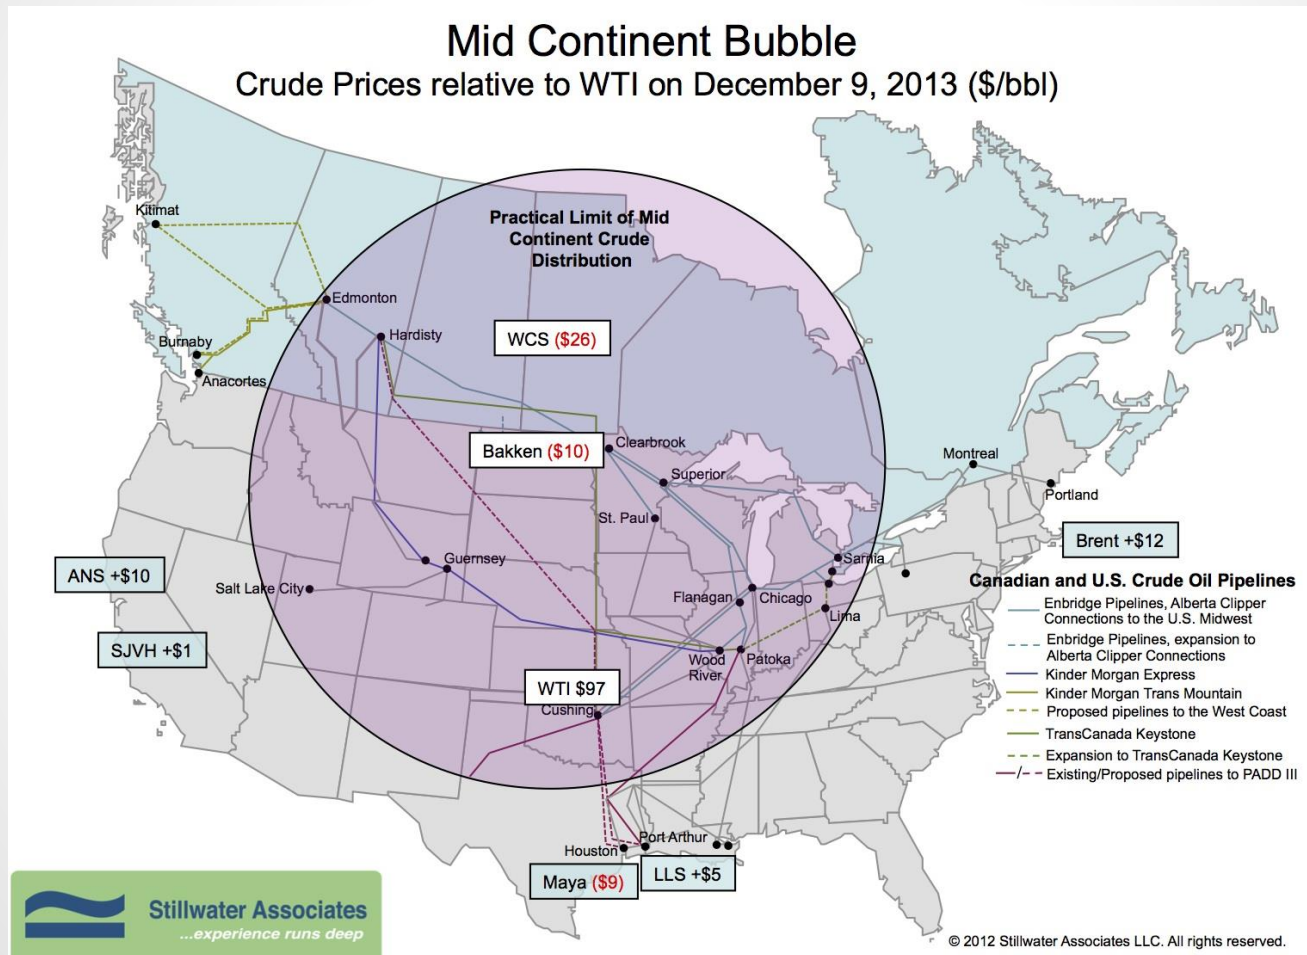 Mid Continent Bubble
Crude Prices relative to WTI on December 9, 2013 ($/bbl)
Kitimat
Practical Limit of Mid
Continent Crude
Distribution
Edmonton
Hardisty
WCS ($26)
Burnaby
Anacortes
Bakken ($10)
Clearbrook
Superior
Montreal
Portland
St. Paul
Brent +$12
Sarnia
Guernsey
ANS +$10
Salt Lake City
Flanagan
Chicago
Lima
SJVH +$1
Wood
River
Patoka
WTI $97
Cushing
Canadian and U.S. Crude Oil Pipelines
Enbridge Pipelines, Alberta Clipper
Connections to the U.S. Midwest
Enbridge Pipelines, expansion to
Alberta Clipper Connections
Kinder Morgan Express
Kinder Morgan Trans Mountain
Proposed pipelines to the West Coast
TransCanada Keystone
Expansion to TransCanada Keystone
Existing/Proposed pipelines to PADD III
Houston
Port Arthur
Maya ($9)
LLS +$5
Stillwater Associates
...experience runs deep
© 2012 Stillwater Associates LLC. All rights reserved.